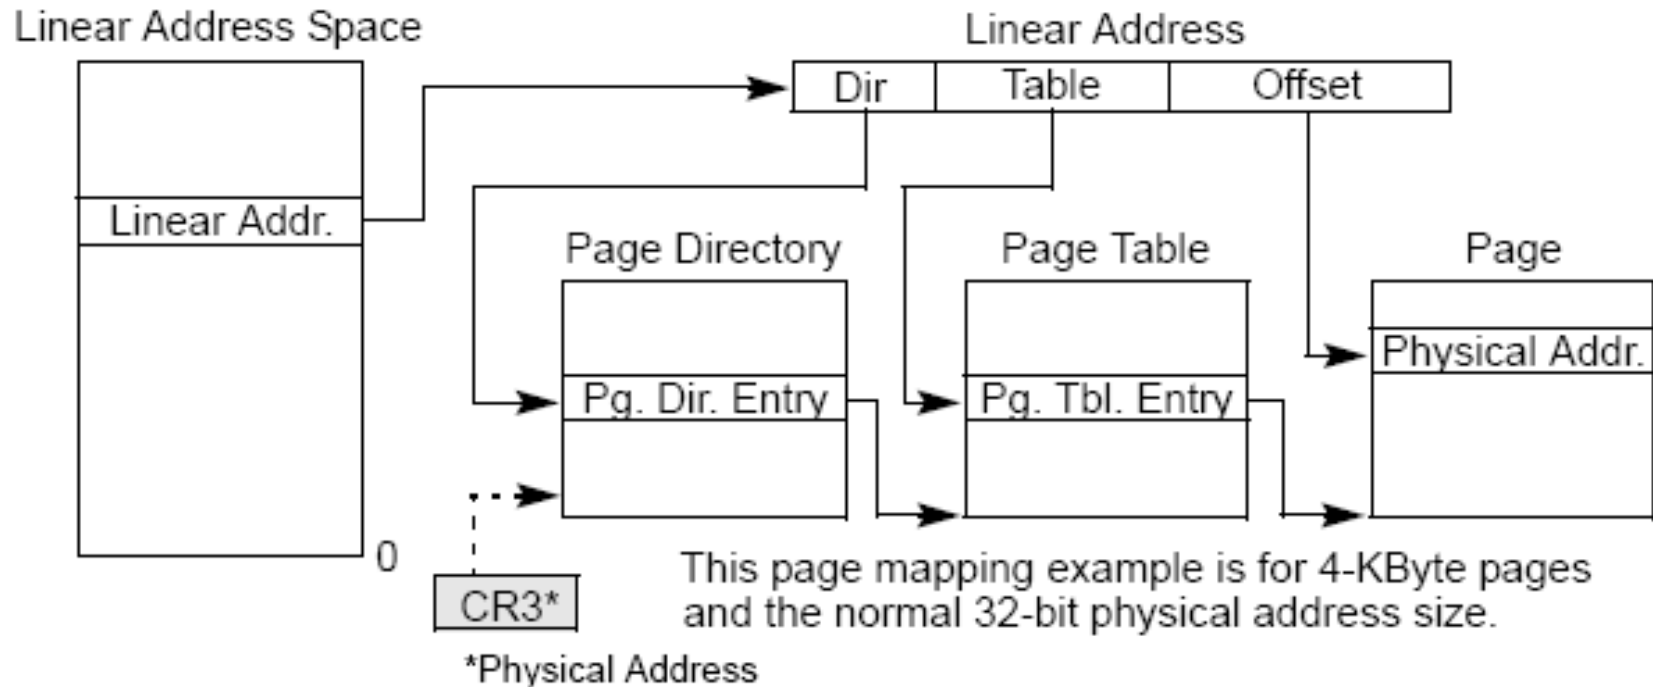 Linear Address Space
Linear Address
Dir
Table
Offset
Linear Addr.
Page Directory
Page Table
Page
Physical Addr.
Pg. Dir. Entry
Pg. Tbl. Entry
0
This page mapping example is for 4-KByte pages
and the normal 32-bit physical address size.
CR3*
*Physical Address